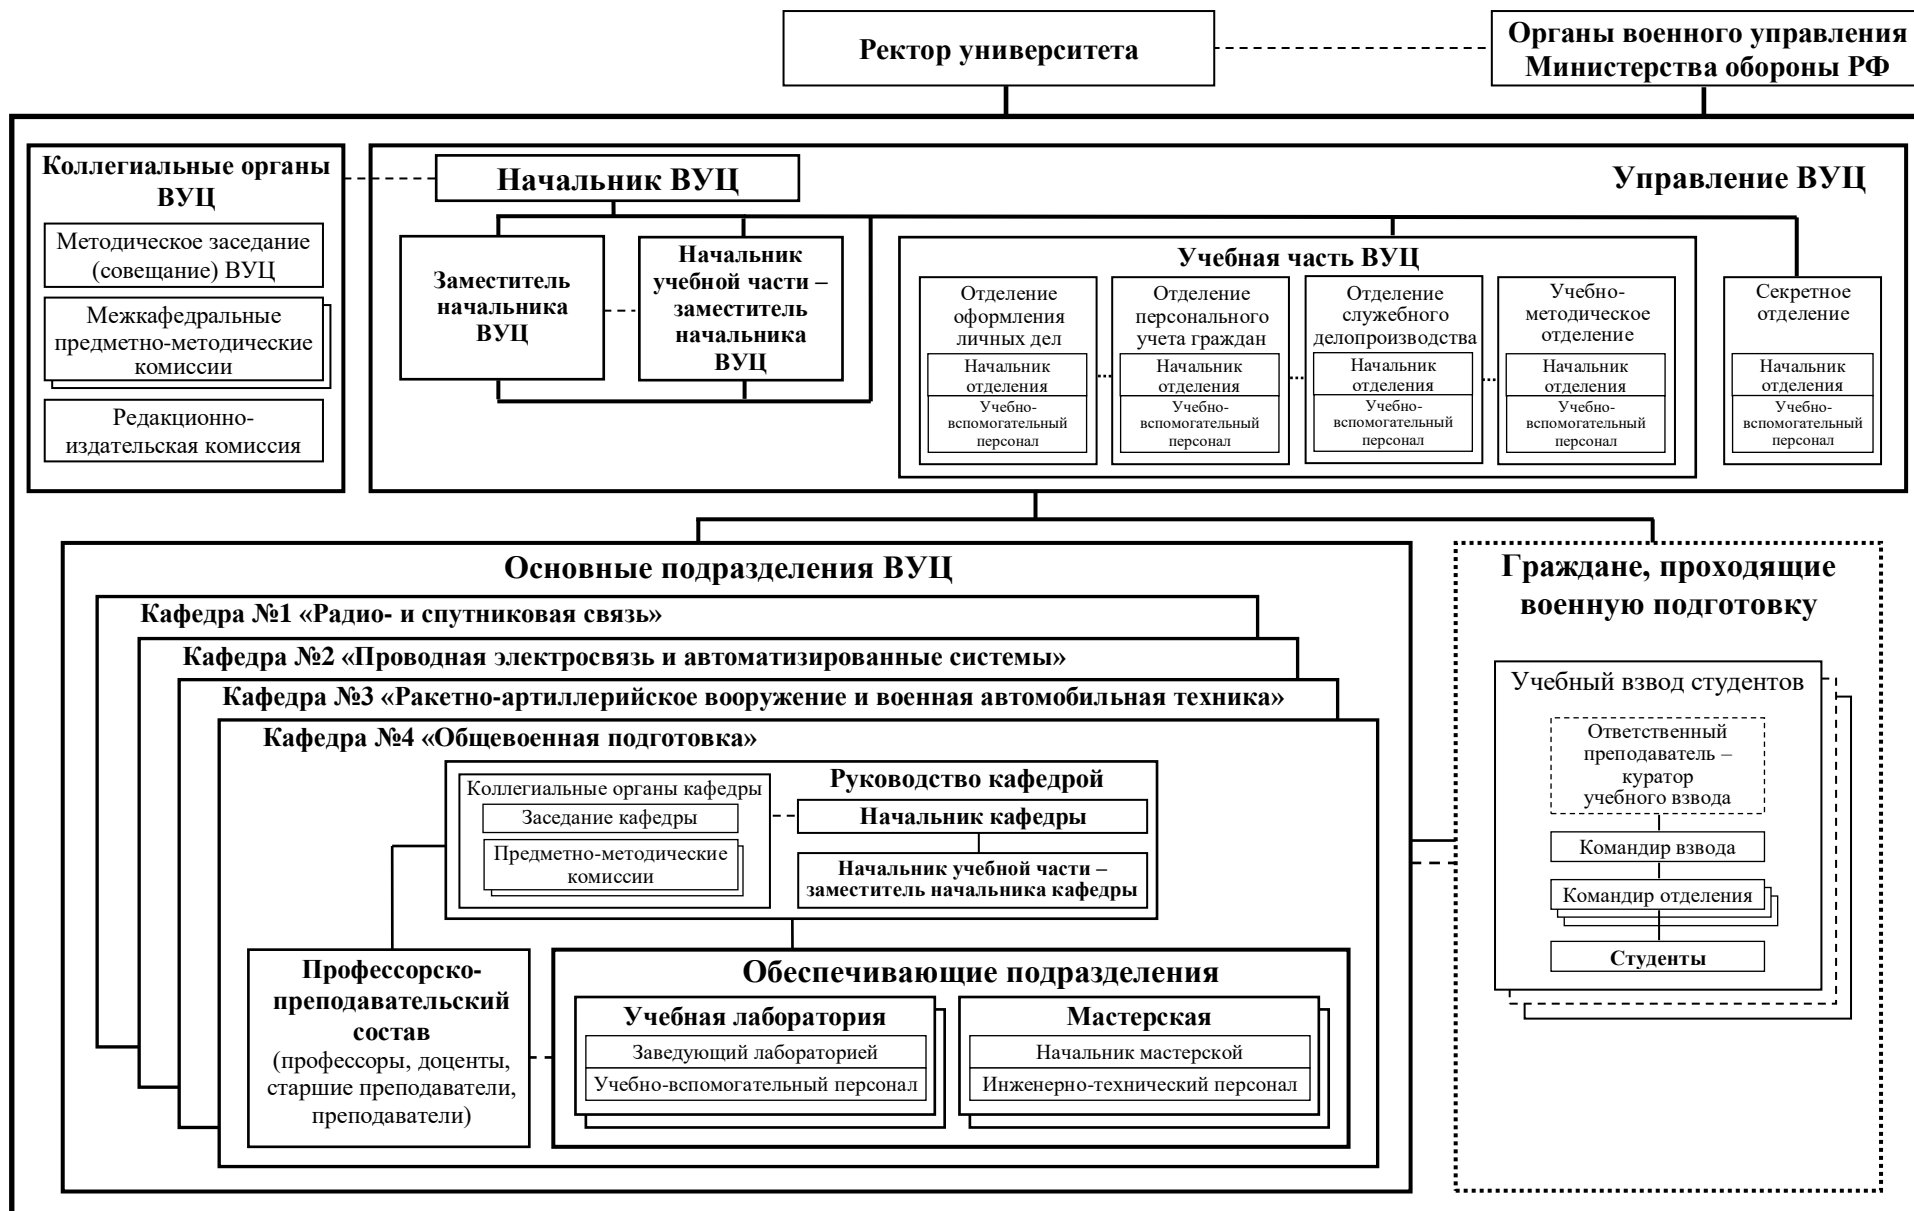 Ректор университета
Органы военного управления
Министерства обороны РФ
Коллегиальные органы
ВУЦ
Методическое заседание
(совещание) ВУЦ
Межкафедральные
предметно-методические
комиссии
Редакционно-
издательская комиссия
Начальник ВУЦ
Управление ВУЦ
Заместитель
начальника
ВУЦ
Начальник
учебной части –
заместитель
начальника
ВУЦ
Учебная часть ВУЦ
Отделение
оформления
личных дел
Начальник
отделения
Учебно-
вспомогательный
персонал
Отделение
персонального
учета граждан
Начальник
отделения
Учебно-
вспомогательный
персонал
Отделение
служебного
делопроизводства
Начальник
отделения
Учебно-
вспомогательный
персонал
Учебно-
методическое
отделение
Начальник
отделения
Учебно-
вспомогательный
персонал
Секретное
отделение
Начальник
отделения
Учебно-
вспомогательный
персонал
Основные подразделения ВУЦ
Кафедра №1 «Радио- и спутниковая связь»
Кафедра №2 «Проводная электросвязь и автоматизированные системы»
Кафедра №3 «Ракетно-артиллерийское вооружение и военная автомобильная техника»
Кафедра №4 «Общевоенная подготовка»
Руководство кафедрой
Коллегиальные органы кафедры
Заседание кафедры
Предметно-методические
комиссии
Начальник кафедры
Начальник учебной части –
заместитель начальника кафедры
Профессорско-
преподавательский
состав
(профессоры, доценты,
старшие преподаватели,
преподаватели)
Обеспечивающие подразделения
Учебная лаборатория
Заведующий лабораторией
Учебно-вспомогательный персонал
Мастерская
Начальник мастерской
Инженерно-технический персонал
Граждане, проходящие
военную подготовку
Учебный взвод студентов
Ответственный
преподаватель –
куратор
учебного взвода
Командир взвода
Командир отделения
Студенты